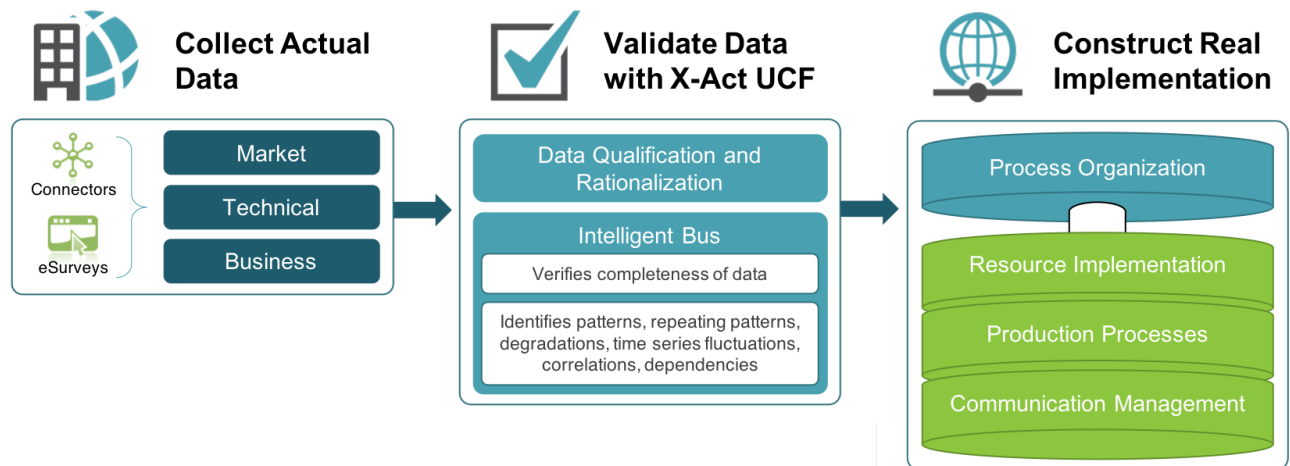 Collect Actual
Data
Connectors
eSurveys
Market
Technical
Business
Validate Data
with X-Act UCF
Data Qualification and
Rationalization
Intelligent Bus
Verifies completeness of data
Identifies patterns, repeating patterns,
degradations, time series fluctuations,
correlations, dependencies
Construct Real
Implementation
Process Organization
Resource Implementation
Production Processes
Communication Management